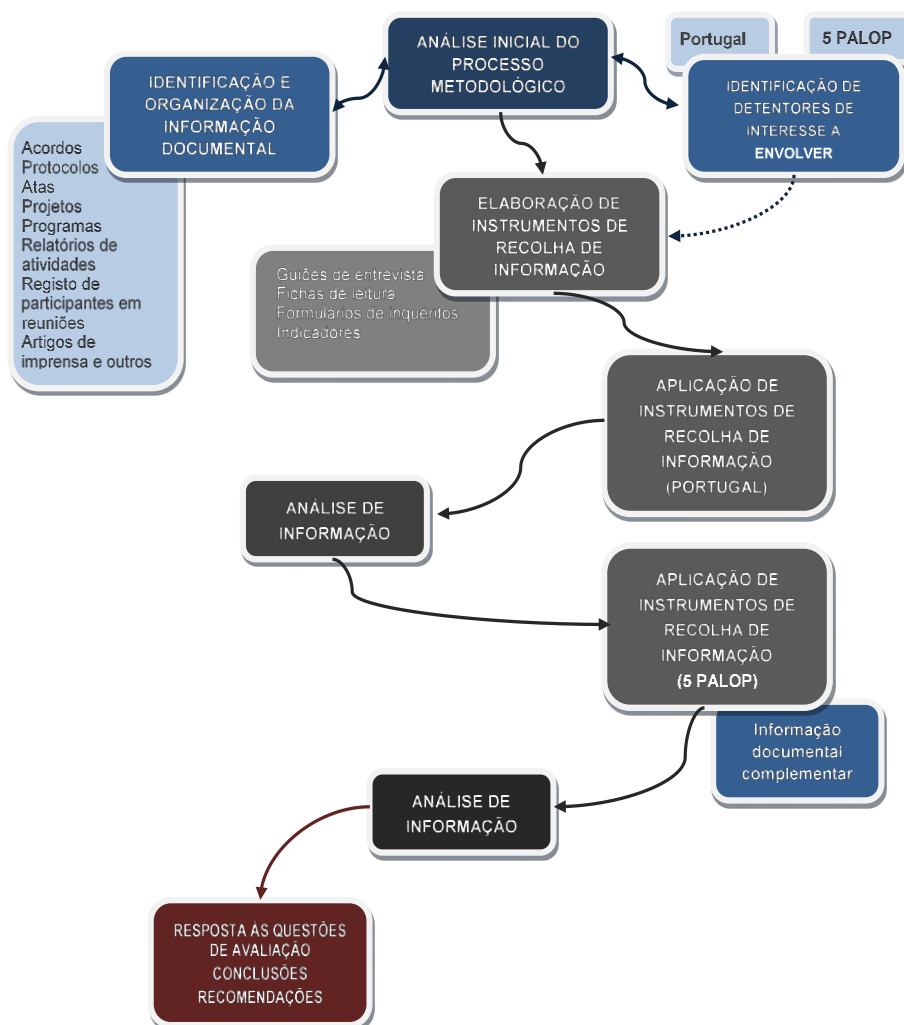 ANÁLISE INICIAL DO
PROCESSO
METODOLÓGICO
Portugal
5 PALOP
IDENTIFICAÇÃO E
ORGANIZAÇÃO DA
INFORMAÇÃO
DOCUMENTAL
IDENTIFICAÇÃO DE
DETENTORES DE
INTERESSE A
ENVOLVER
Acordos
Protocolos
Atas
Projetos
Programas
Relatórios de
atividades
Registo de
participantes em
reuniões
Artigos de
imprensa e outros
ELABORAÇÃO DE
INSTRUMENTOS DE
RECOLHA DE
INFORMAÇÃO
Guiões de entrevista
Fichas de leitura
Formulários de inquéritos
Indicadores
APLICAÇÃO DE
INSTRUMENTOS DE
RECOLHA DE
INFORMAÇÃO
(PORTUGAL)
ANÁLISE DE
INFORMAÇÃO
APLICAÇÃO DE
INSTRUMENTOS DE
RECOLHA DE
INFORMAÇÃO
(5 PALOP)
Informação
documental
complementar
ANÁLISE DE
INFORMAÇÃO
RESPOSTA ÀS QUESTÕES
DE AVALIAÇÃO
CONCLUSÕES
RECOMENDAÇÕES